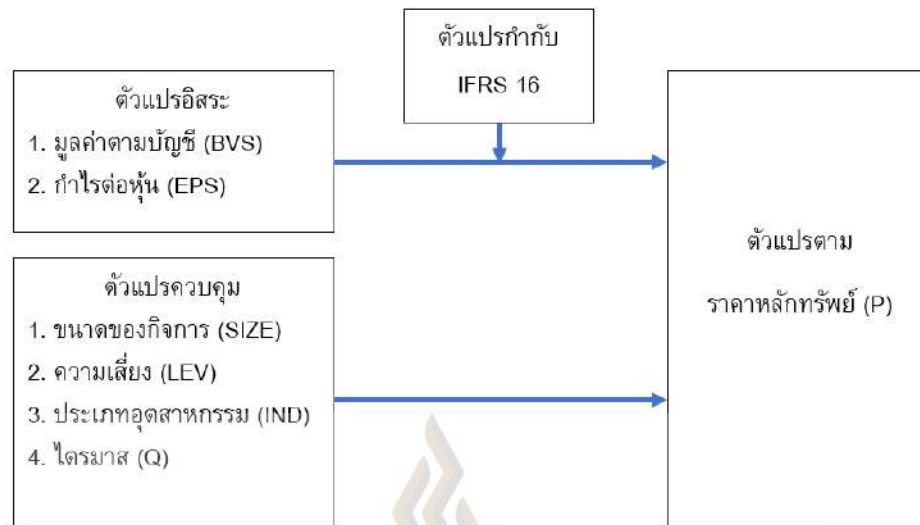 ตัวแปรกำกับ
IFRS 16
ตัวแปรอิสระ
1. มูลค่าตามบัญชี (BVS)
2. กำไรต่อหุ้น (EPS)
ตัวแปรควบคุม
1. ขนาดของกิจการ (SIZE)
2. ความเสี่ยง (LEV)
3. ประเภทอุตสาหกรรม (IND)
4. ไตรมาส (Q)
ตัวแปรตาม
ราคาหลักทรัพย์ (P)